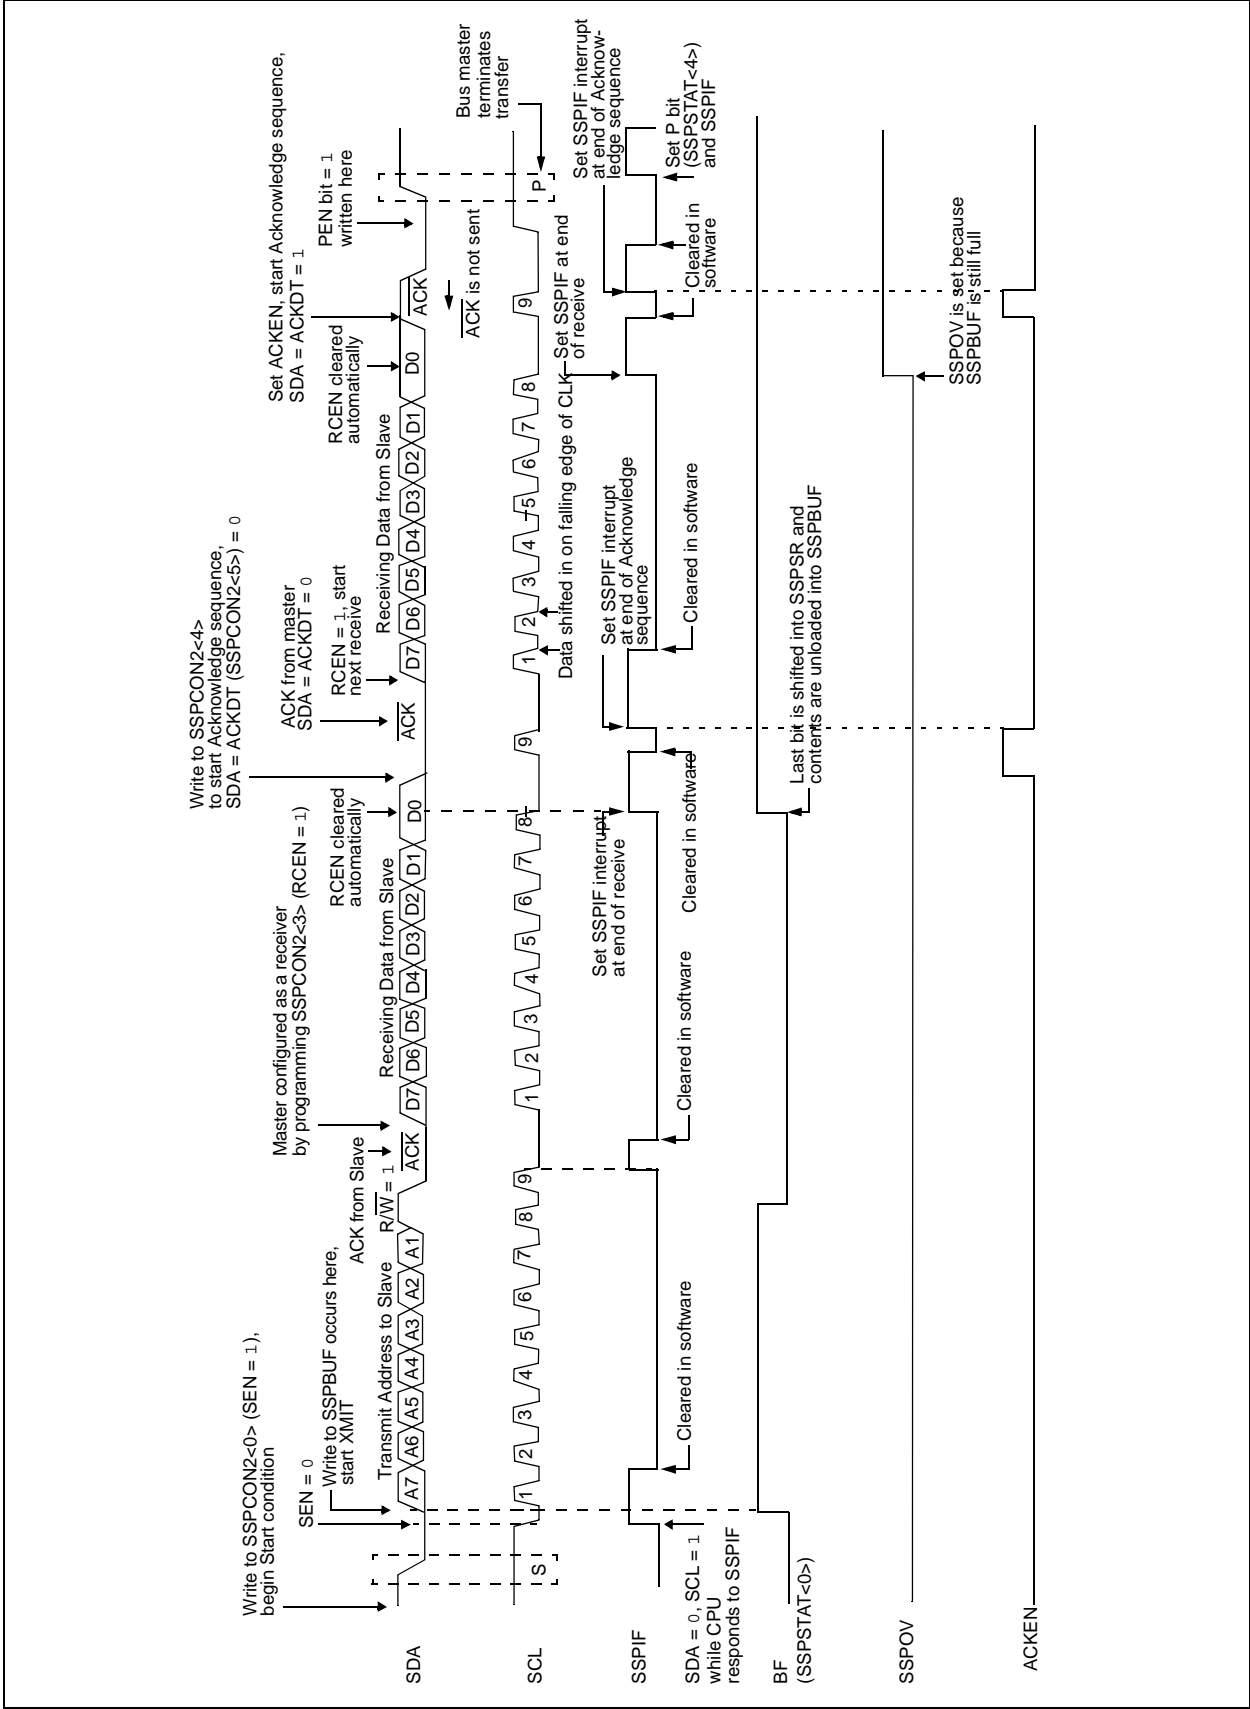 Write to SSPCON2<0> (SEN = 1),
begin Start condition
SEN = 0
Write to SSPBUF occurs here,
start XMIT
ACK from Slave
Master configured as a receiver
by programming SSPCON2<3> (RCEN = 1)
Write to SSPCON2<4>
to start Acknowledge sequence,
SDA = ACKDT (SSPCON2<5>) = 0
RCEN cleared
automatically
ACK from master
SDA = ACKDT = 0
RCEN = 1, start
next receive
Set ACKEN, start Acknowledge sequence,
SDA = ACKDT = 1
RCEN cleared
automatically
PEN bit = 1
written here
Transmit Address to Slave
R/W = 1
Receiving Data from Slave
Receiving Data from Slave
SDA
A7 A6 A5 A4 A3 A2 A1
ACK
D7 D6 D5 D4 D3 D2 D1 D0
ACK
D7 D6 D5 D4 D3 D2 D1 D0
ACK
ACK is not sent
Bus master
terminates
transfer
SCL
S
1 2 3 4 5 6 7 8 9
1 2 3 4 5 6 7 8 9
1 2 3 4 5 6 7 8 9
P
Data shifted in on falling edge of CLK
Set SSPIF at end
of receive
Set SSPIF interrupt
at end of receive
Set SSPIF interrupt
at end of Acknowledge
sequence
Set SSPIF interrupt
at end of Acknow-
ledge sequence
SSPIF
Cleared in software
Cleared in software
Cleared in software
Cleared in software
Cleared in
software
Set P bit
(SSPSTAT<4>)
and SSPIF
SDA = 0, SCL = 1
while CPU
responds to SSPIF
BF
(SSPSTAT<0>)
Last bit is shifted into SSPSR and
contents are unloaded into SSPBUF
SSPOV
SSPOV is set because
SSPBUF is still full
ACKEN